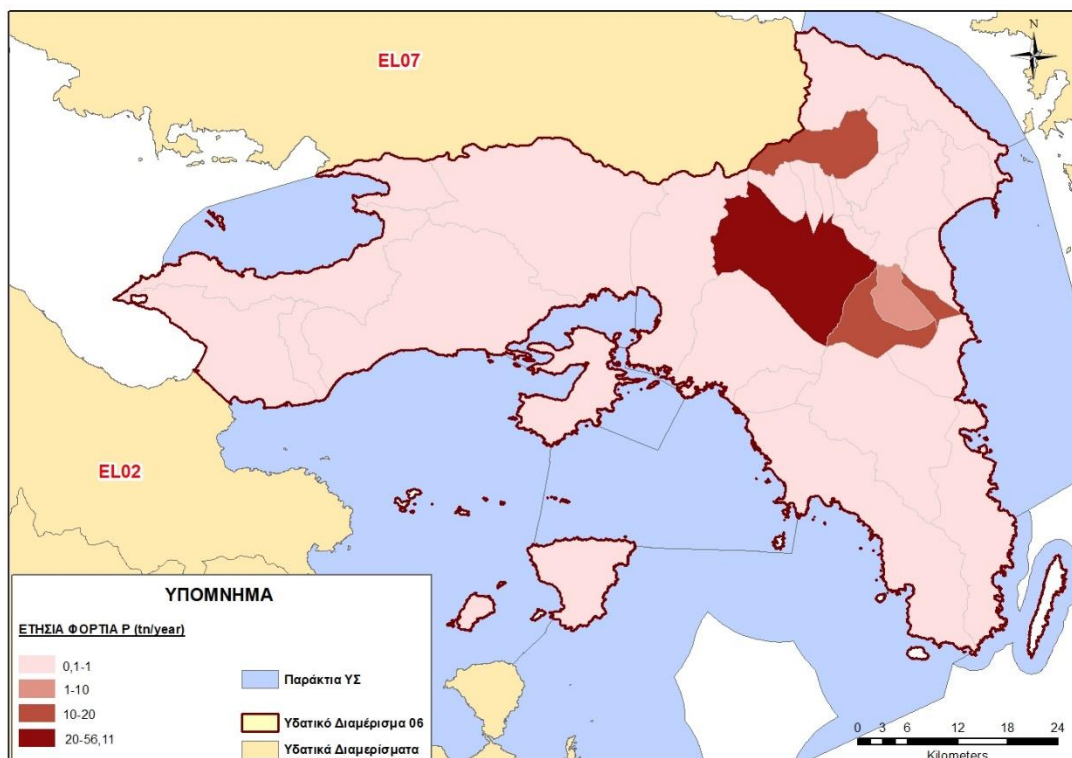 N
EL07
EL02
ΥΠΟΜΝΗΜΑ
ΕΤΗΣΙΑ ΦΟΡΤΙΑ P (tn/year)
0,1-1
1-10
10-20
20-56,11
Παράκτια ΥΣ
Υδατικό Διαμέρισμα 06
Υδατικά Διαμερίσματα
0 3 6 12 18 24
Kilometers